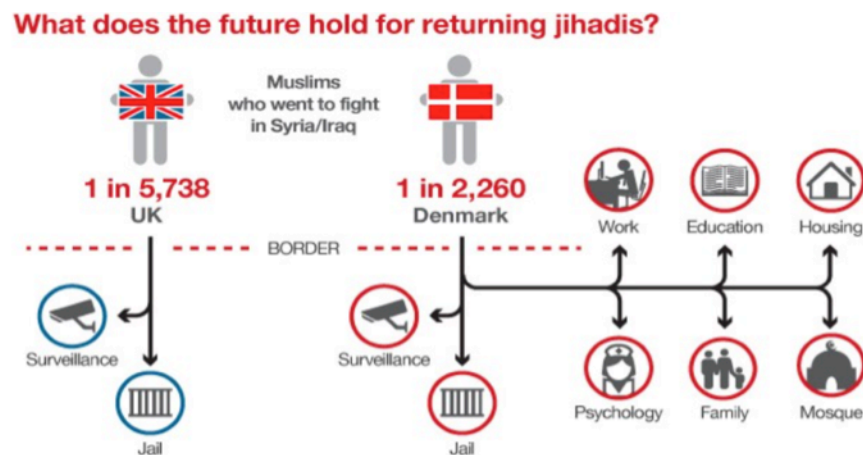 What does the future hold for returning jihadis?
Muslims
who went to fight
in Syria/Iraq
1 in 5,738
UK
1 in 2,260
Denmark
BORDER
Work
Education
Housing
Surveillance
Surveillance
Psychology
Family
Mosque
Jail
Jail